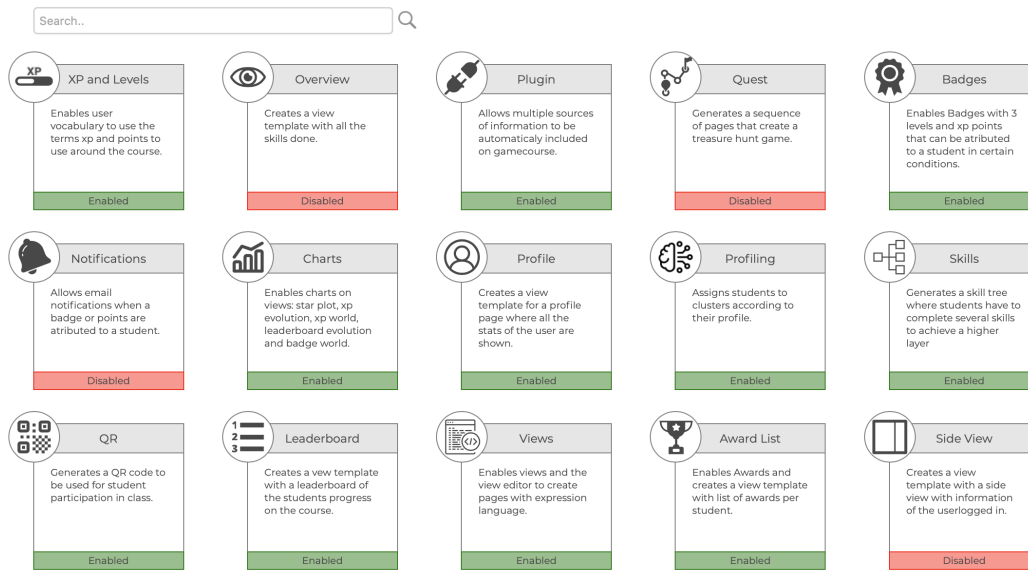 Search..
XP
XP and Levels
Enables user
vocabulary to use the
terms xp and points to
use around the course.
Enabled
Overview
Creates a view
template with all the
skills done.
Disabled
Plugin
Allows multiple sources
of information to be
automaticaly included
on gamecourse.
Enabled
Quest
Generates a sequence
of pages that create a
treasure hunt game.
Disabled
Badges
Enables Badges with 3
levels and xp points
that can be atributed
to a student in certain
conditions.
Enabled
Notifications
Allows email
notifications when a
badge or points are
atributed to a student.
Disabled
Charts
Enables charts on
views: star plot, xp
evolution, xp world,
leaderboard evolution
and badge world.
Enabled
Profile
Creates a view
template for a profile
page where all the
stats of the user are
shown.
Enabled
Profiling
Assigns students to
clusters according to
their profile.
Enabled
Skills
Generates a skill tree
where students have to
complete several skills
to achieve a higher
layer
Enabled
QR
Generates a QR code to
be used for student
participation in class.
Enabled
1
2
3
Leaderboard
Creates a vew template
with a leaderboard of
the students progress
on the course.
Enabled
</>
Views
Enables views and the
view editor to create
pages with expression
language.
Enabled
Award List
Enables Awards and
creates a view template
with list of awards per
student.
Enabled
Side View
Creates a view
template with a side
view with information
of the userlogged in.
Disabled